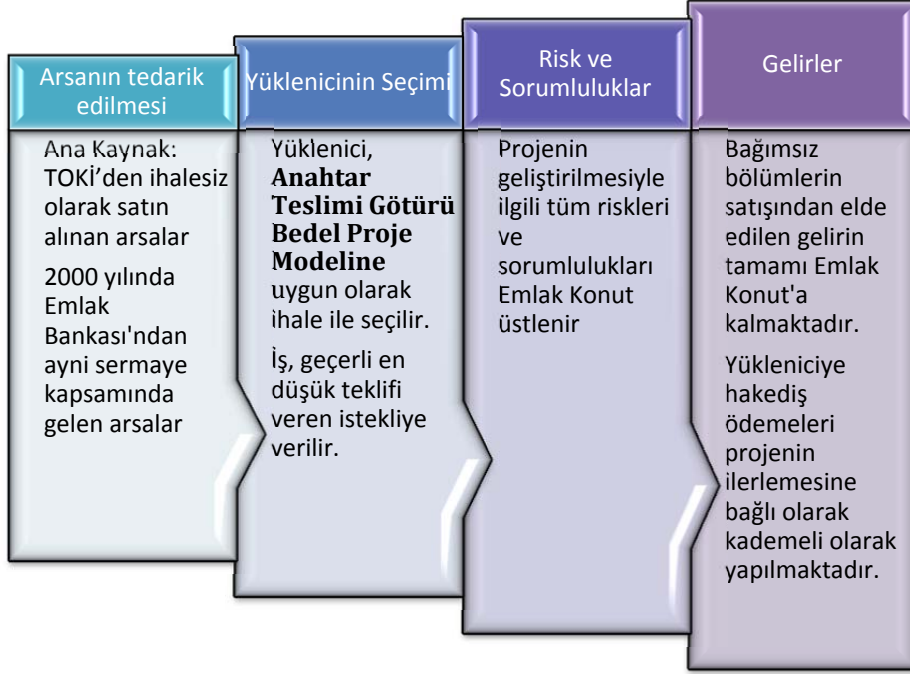 Arsanın tedarik
edilmesi
Ana Kaynak:
TOKİ’den ihalesiz
olarak satın
alınan arsalar
2000 yılında
Emlak
Bankası'ndan
ayni sermaye
kapsamında
gelen arsalar
Yüklenicinin Seçimi
Yüklenici,
Anahtar
Teslimi Götürü
Bedel Proje
Modeline
uygun olarak
ihale ile seçilir.
İş, geçerli en
düşük teklifi
veren istekliye
verilir.
Risk ve
Sorumluluklar
Projenin
geliştirilmesiyle
ilgili tüm riskleri
ve
sorumlulukları
Emlak Konut
üstlenir
Gelirler
Bağımsız
bölümlerin
satışından elde
edilen gelirin
tamamı Emlak
Konut'a
kalmaktadır.
Yükleniciye
hakediş
ödemeleri
projenin
ilerlemesine
bağlı olarak
kademeli olarak
yapılmaktadır.